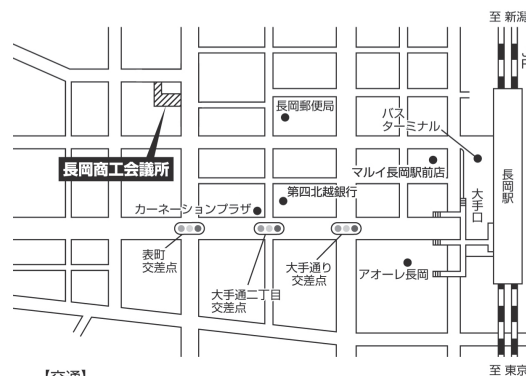 至 新潟
JR
長岡郵便局
バス
ターミナル
長岡商工会議所
マルイ長岡駅前店
長岡駅
大手口
第四北越銀行
カーネーションプラザ
表町
交差点
大手通二丁目
交差点
大手通り
交差点
アオーレ長岡
至 東京
【交通】